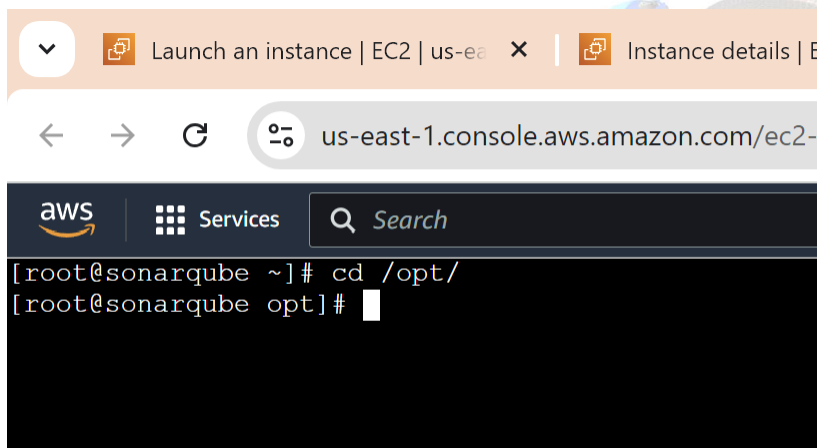 Launch an instance | EC2 | us-ea
Instance details | E
us-east-1.console.aws.amazon.com/ec2-
aws
Services
Search
[root@sonarqube ~]# cd /opt/
[root@sonarqube opt]#